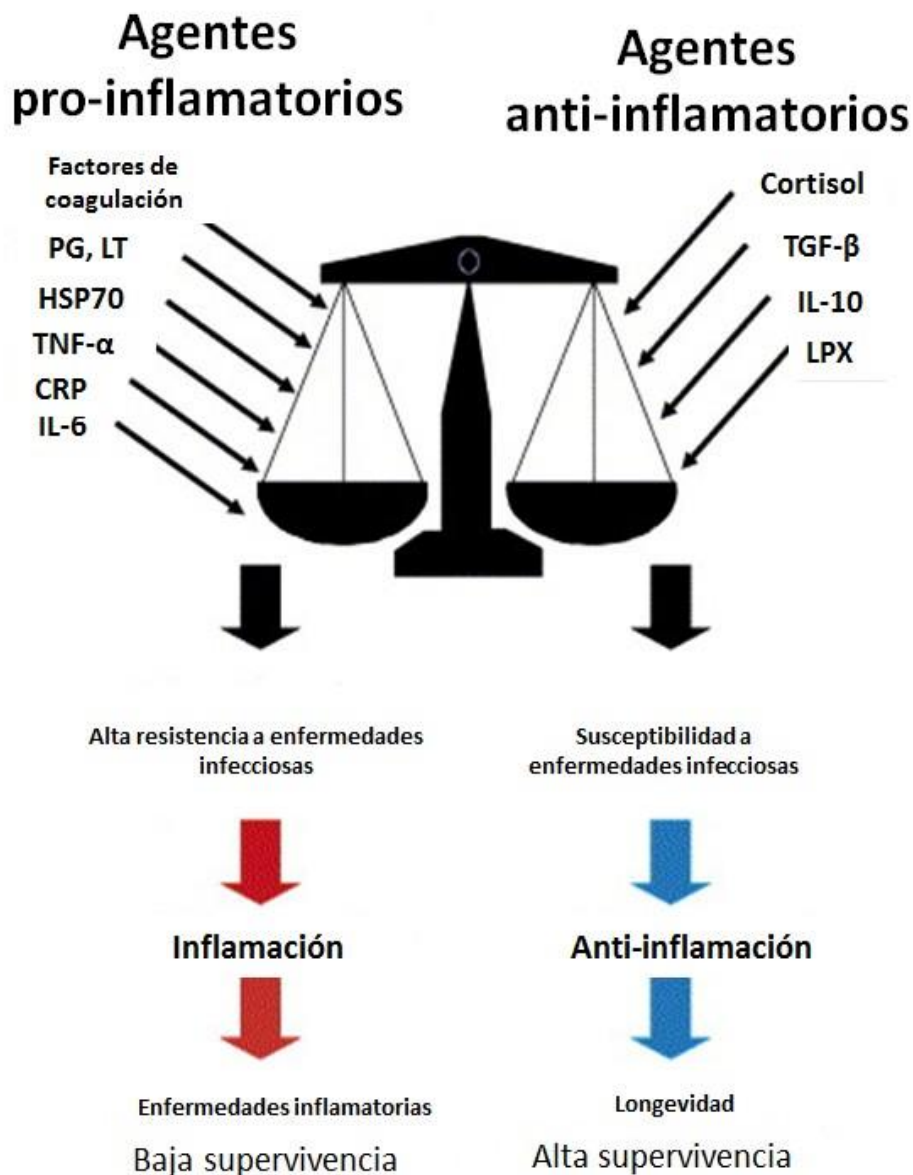 Agentes
pro-inflamatorios
Factores de
coagulación
PG, LT
HSP70
TNF-α
CRP
IL-6
Agentes
anti-inflamatorios
Cortisol
TGF-β
IL-10
LPX
Alta resistencia a enfermedades
infecciosas
Inflamación
Enfermedades inflamatorias
Baja supervivencia
Susceptibilidad a
enfermedades infecciosas
Anti-inflamación
Longevidad
Alta supervivencia